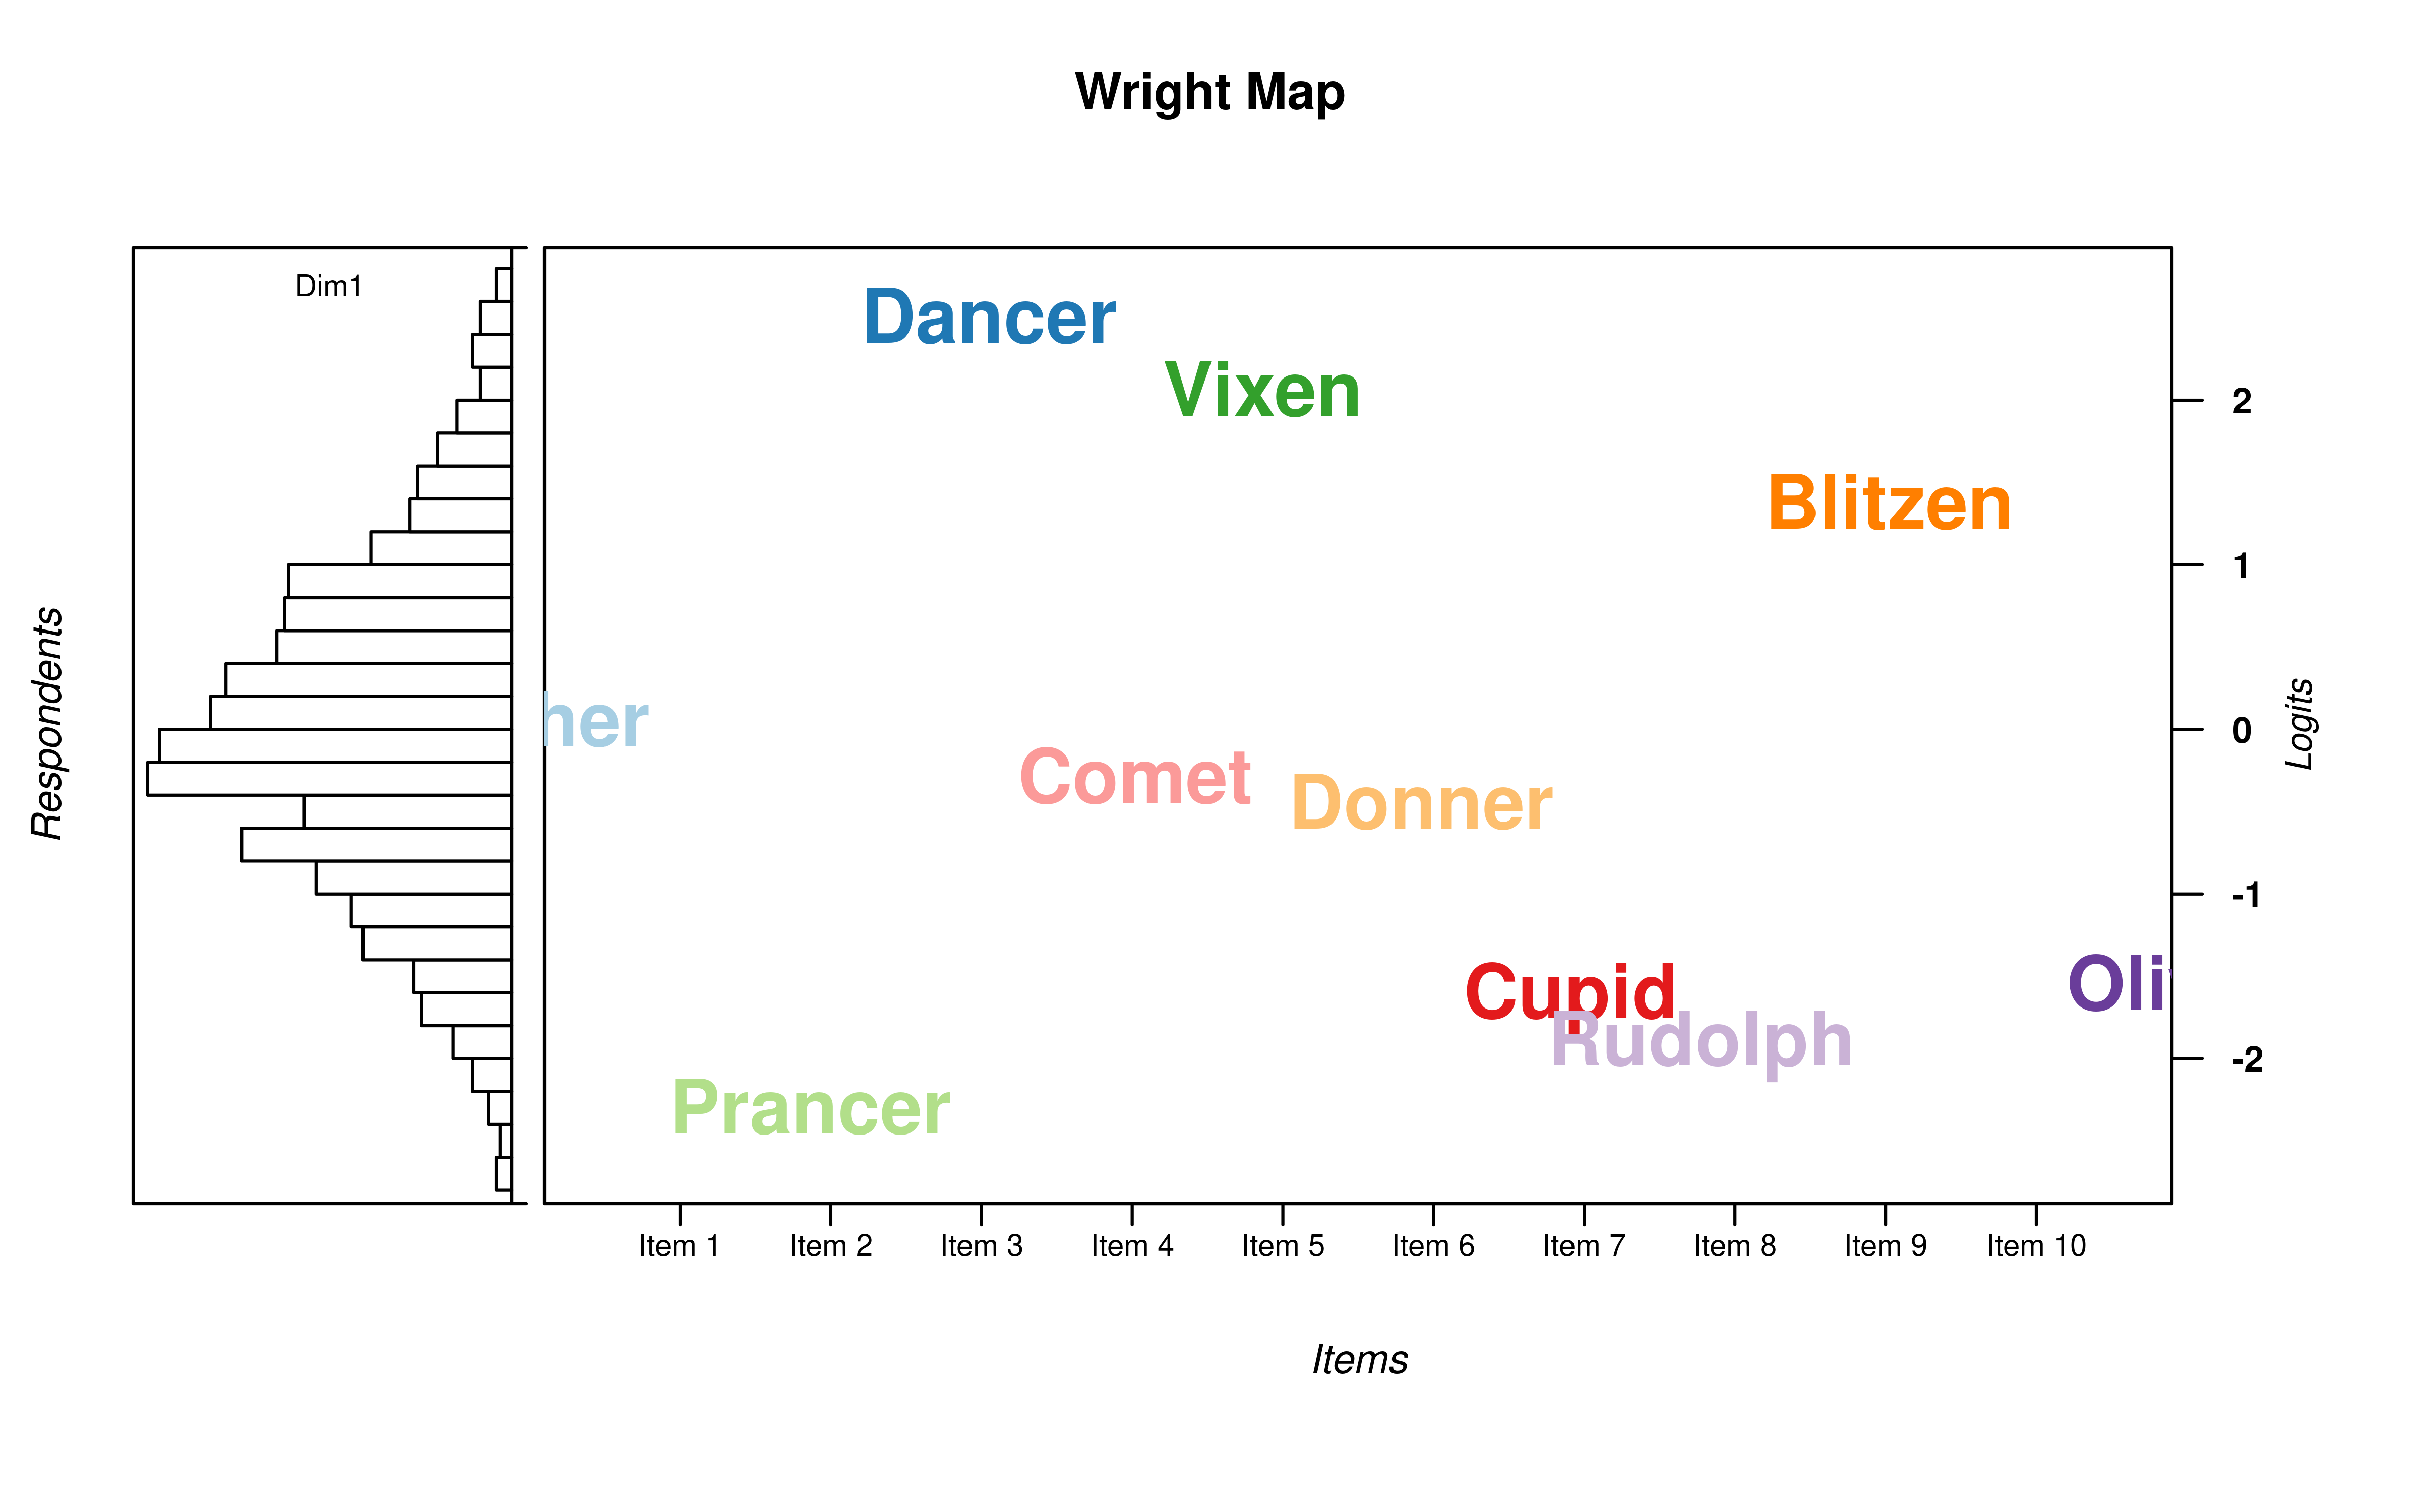 Wright Map
Dim1
Dancer
Vixen
2
Blitzen
1
Respondents
her
0
Logits
Comet
Donner
-1
Oli
Cupid
Rudolph
-2
Prancer
Item 1 Item 2 Item 3 Item 4 Item 5 Item 6 Item 7 Item 8 Item 9 Item 10
Items